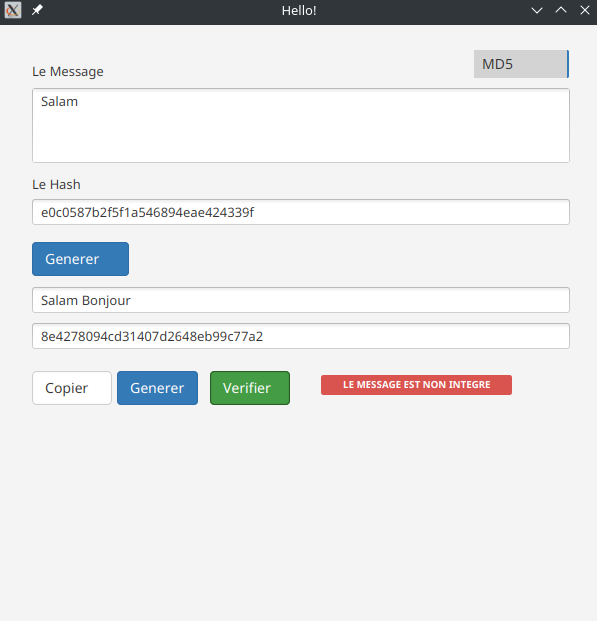 Hello!
MD5
Le Message
Salam
Le Hash
e0c0587b2f5f1a546894eae424339f
Generer
Salam Bonjour
8e4278094cd31407d2648eb99c77a2
Copier Generer Verifier LE MESSAGE EST NON INTEGRE